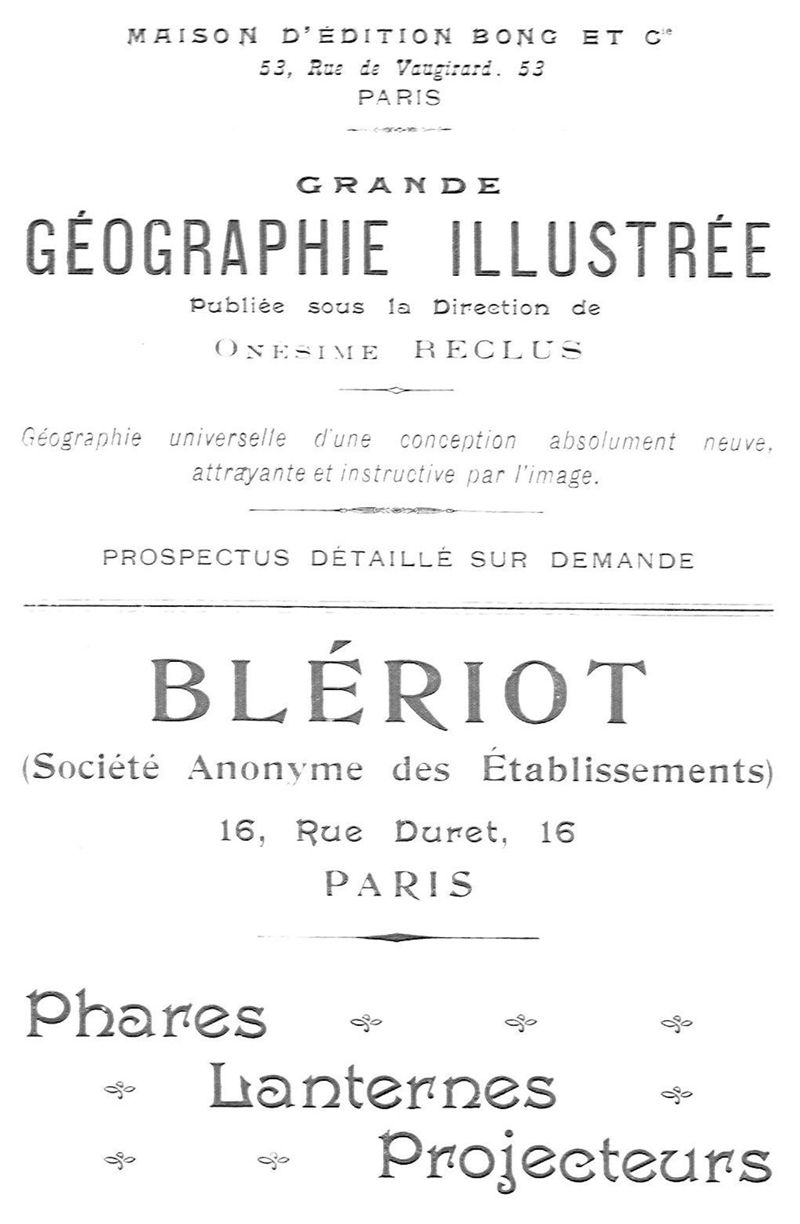 MAISON D'ÉDITION BONG ET Cie
53, Rue de Vaugirard. 53
PARIS
GRANDE
GÉOGRAPHIE ILLUSTRÉE
Publiée sous la Direction de
ONESIME RECLUS
Géographie universelle d'une conception absolument neuve,
attrayante et instructive par l'image.
PROSPECTUS DÉTAILLÉ SUR DEMANDE
BLÉRIOT
(Société Anonyme des Établissements)
16, Rue Duret, 16
PARIS
Phares
Lanternes
Projecteurs